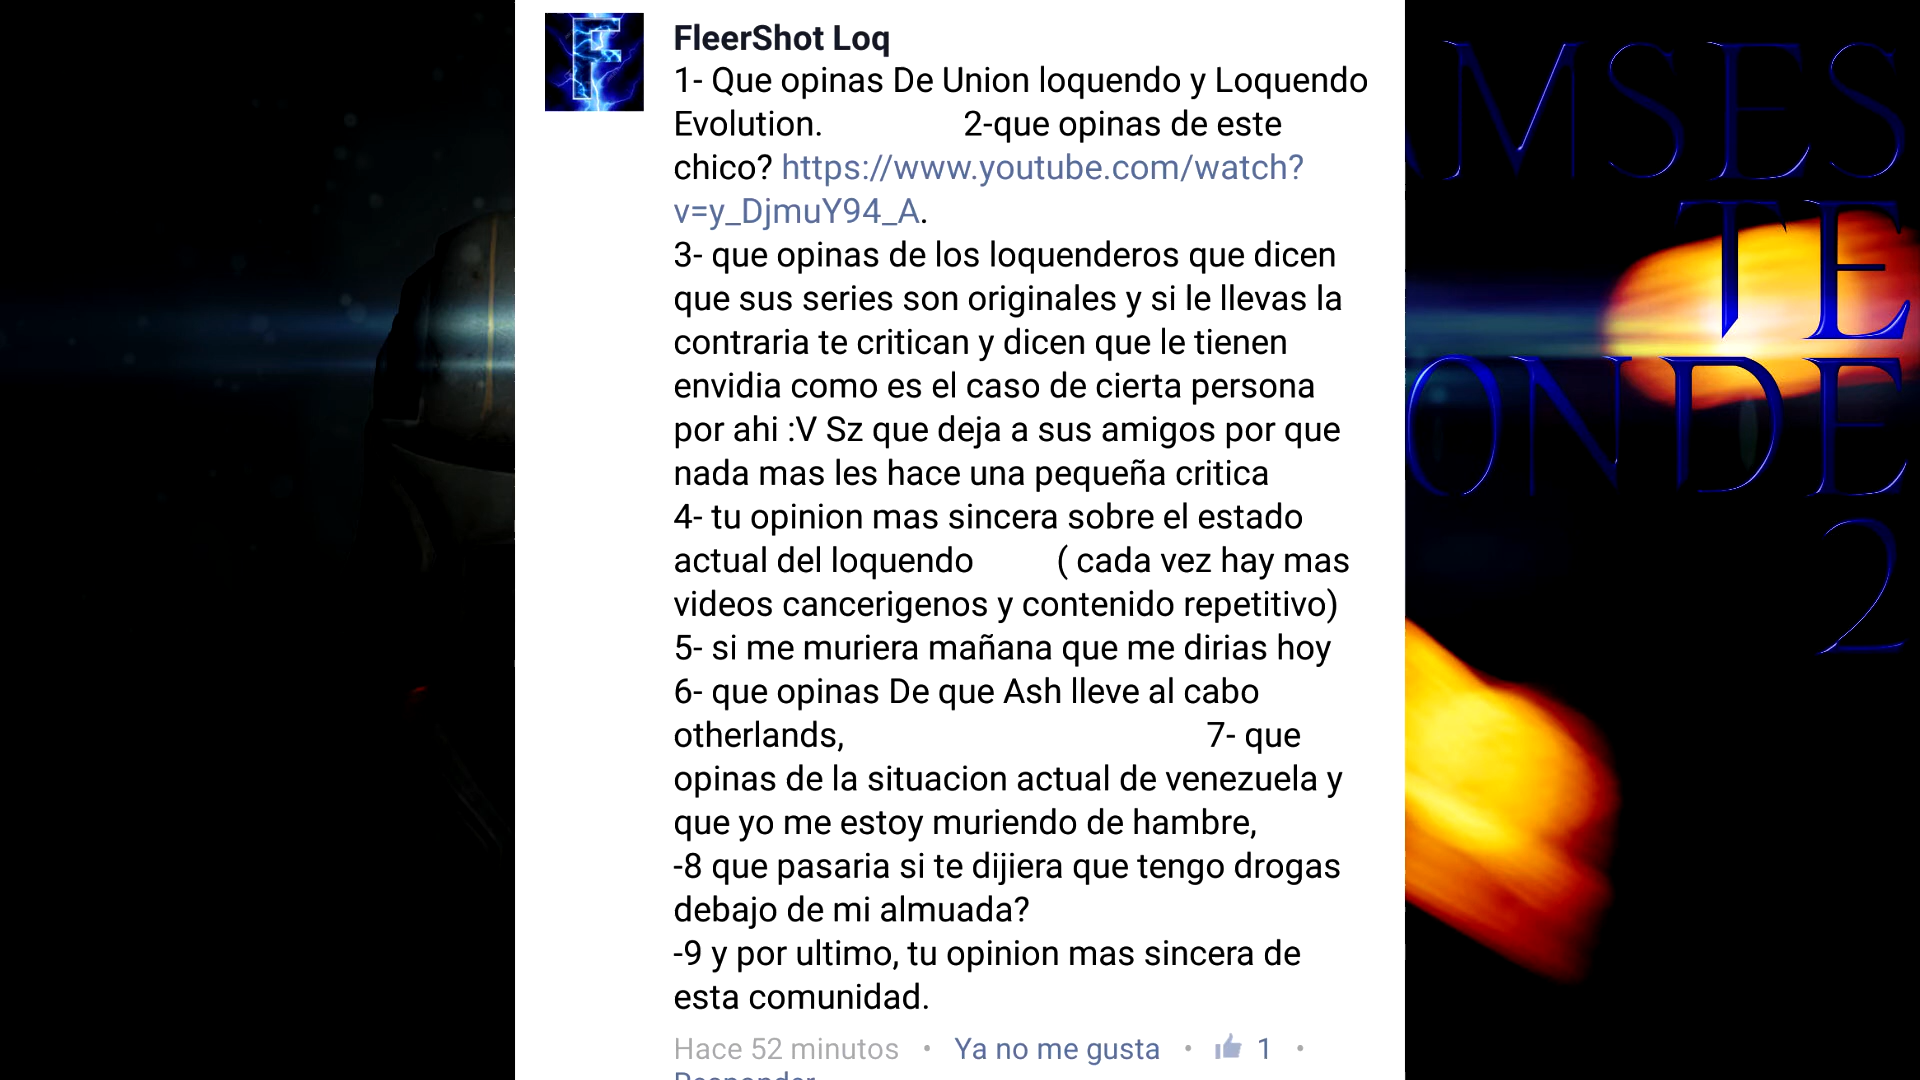 FleerShot Loq
1- Que opinas De Union loquendo y Loquendo
Evolution. 2-que opinas de este
chico? https://www.youtube.com/watch?
v=y_DjmuY94_A.
3- que opinas de los loquenderos que dicen
que sus series son originales y si le llevas la
contraria te critican y dicen que le tienen
envidia como es el caso de cierta persona
por ahi :V Sz que deja a sus amigos por que
nada mas les hace una pequeña critica
4- tu opinion mas sincera sobre el estado
actual del loquendo ( cada vez hay mas
videos cancerigenos y contenido repetitivo)
5- si me muriera mañana que me dirias hoy
6- que opinas De que Ash lleve al cabo
otherlands, 7- que
opinas de la situacion actual de venezuela y
que yo me estoy muriendo de hambre,
-8 que pasaria si te dijiera que tengo drogas
debajo de mi almuada?
-9 y por ultimo, tu opinion mas sincera de
esta comunidad.
Hace 52 minutos • Ya no me gusta • 1 •
Responder
AMSES
TE
ONDE
2